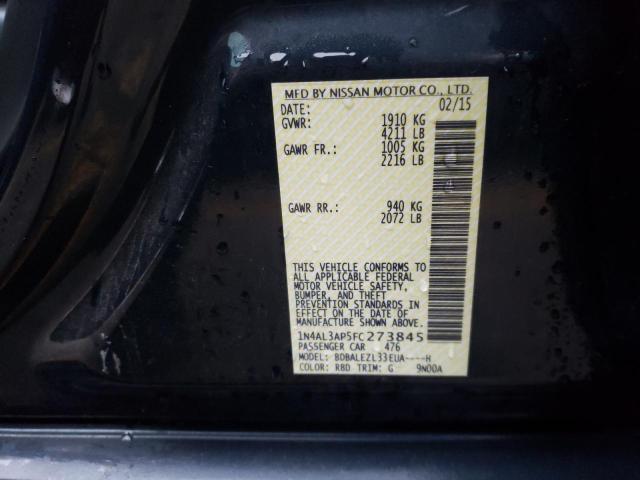 MFD BY NISSAN MOTOR CO., LTD.
DATE: 02/15
GVWR: 1910 KG
4211 LB
GAWR FR.: 1005 KG
2216 LB
GAWR RR.: 940 KG
2072 LB
THIS VEHICLE CONFORMS TO
ALL APPLICABLE FEDERAL
MOTOR VEHICLE SAFETY,
BUMPER, AND THEFT
PREVENTION STANDARDS IN
EFFECT ON THE DATE OF
MANUFACTURE SHOWN ABOVE.
1N4AL3AP5FC273845
PASSENGER CAR 476
MODEL: BDBALEZL33EUA----H
COLOR: RBD TRIM: G 9N00A